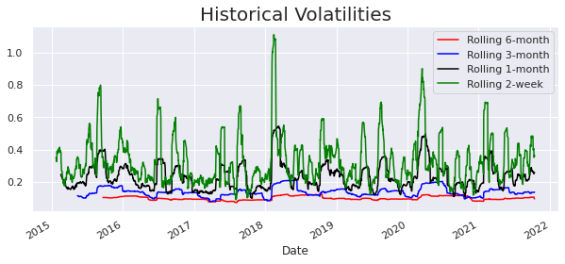 Historical Volatilities
1.0
0.8
0.6
0.4
0.2
Rolling 6-month
Rolling 3-month
Rolling 1-month
Rolling 2-week
2015
2016
2017
2018
2019
2020
2021
2022
Date